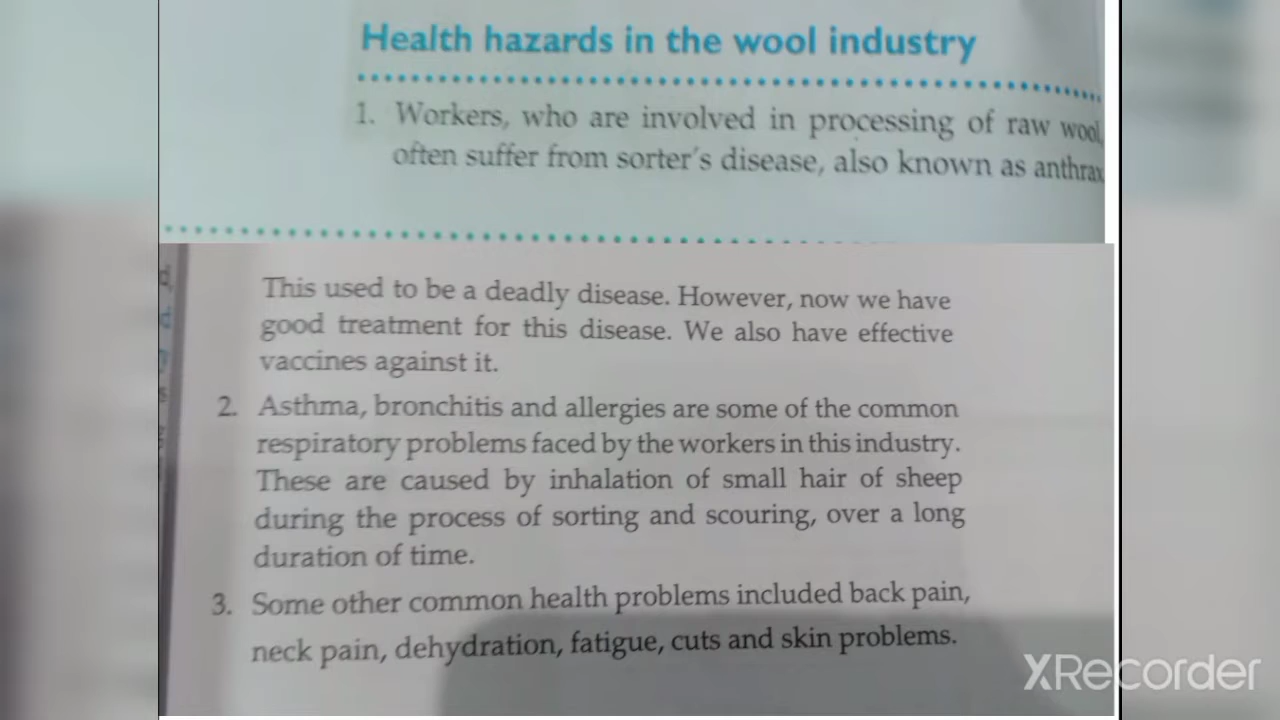 Health hazards in the wool industry
1. Workers, who are involved in processing of raw wool,
often suffer from sorter's disease, also known as anthrax
This used to be a deadly disease. However, now we have
good treatment for this disease. We also have effective
vaccines against it.
2. Asthma, bronchitis and allergies are some of the common
respiratory problems faced by the workers in this industry.
These are caused by inhalation of small hair of sheep
during the process of sorting and scouring, over a long
duration of time.
3. Some other common health problems included back pain,
neck pain, dehydration, fatigue, cuts and skin problems.
XRecorder